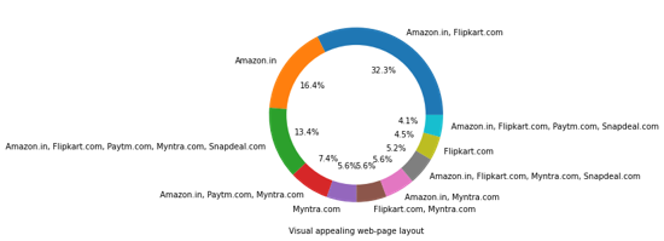 Amazon.in, Flipkart.com
Amazon.in
32.3%
16.4%
Amazon.in, Flipkart.com, Paytm.com, Myntra.com, Snapdeal.com
13.4%
4.1%
Amazon.in, Flipkart.com, Paytm.com, Snapdeal.com
4.5%
Flipkart.com
5.2%
7.4%
5.6%
5.6%
5.6%
Amazon.in, Flipkart.com, Myntra.com, Snapdeal.com
Amazon.in, Paytm.com, Myntra.com
Amazon.in, Myntra.com
Myntra.com
Flipkart.com, Myntra.com
Visual appealing web-page layout